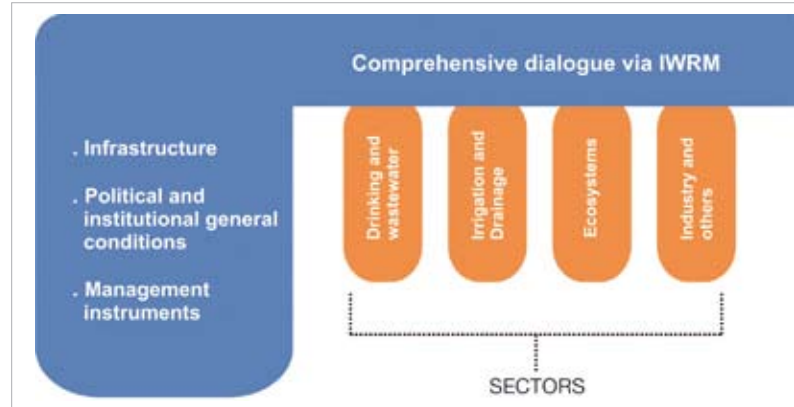 Comprehensive dialogue via IWRM
. Infrastructure
. Political and
institutional general
conditions
. Management
instruments
Drinking and
wastewater
Irrigation and
Drainage
Ecosystems
Industry and
others
SECTORS